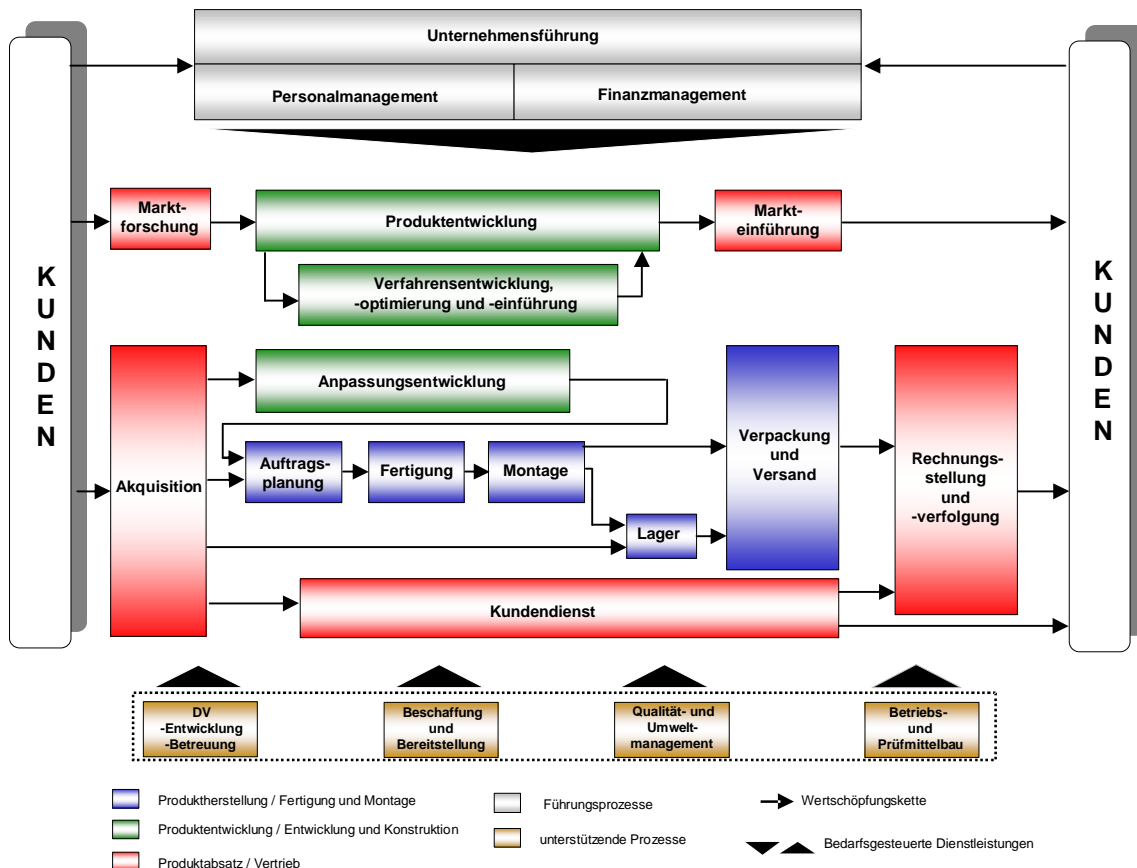 Unternehmensführung
Personalmanagement
Finanzmanagement
KUNDEN
Markt-
forschung
Produktentwicklung
Markt-
einführung
Verfahrensentwicklung,
-optimierung und -einführung
KUNDEN
Akquisition
Anpassungsentwicklung
Auftrags-
planung
Fertigung
Montage
Lager
Verpackung
und
Versand
Rechnungs-
stellung
und
-verfolgung
Kundendienst
DV
-Entwicklung
-Betreuung
Beschaffung
und
Bereitstellung
Qualität- und
Umwelt-
management
Betriebs-
und
Prüfmittelbau
Produktherstellung / Fertigung und Montage
Führungsprozesse
Wertschöpfungskette
Produktentwicklung / Entwicklung und Konstruktion
unterstützende Prozesse
Bedarfsgesteuerte Dienstleistungen
Produktabsatz / Vertrieb